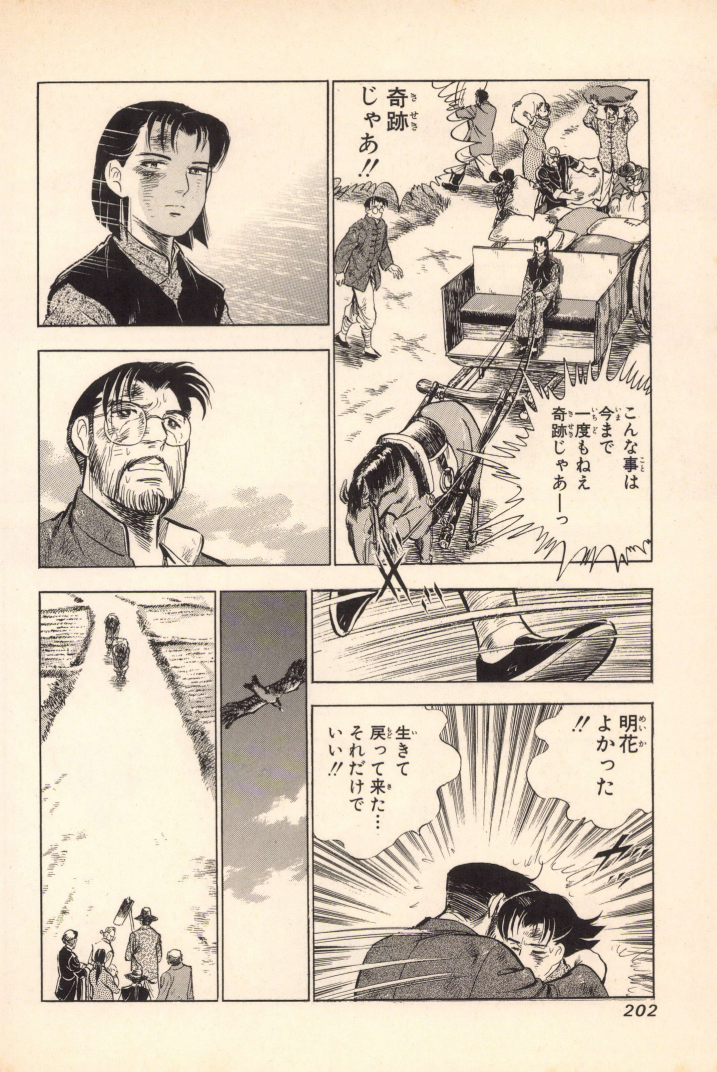 奇跡
じゃあ!!
こんな事は
今まで
一度もねえ
奇跡じゃあーっ
明花
よかった
!!
生きて
戻って来た…
それだけで
いい!!
202